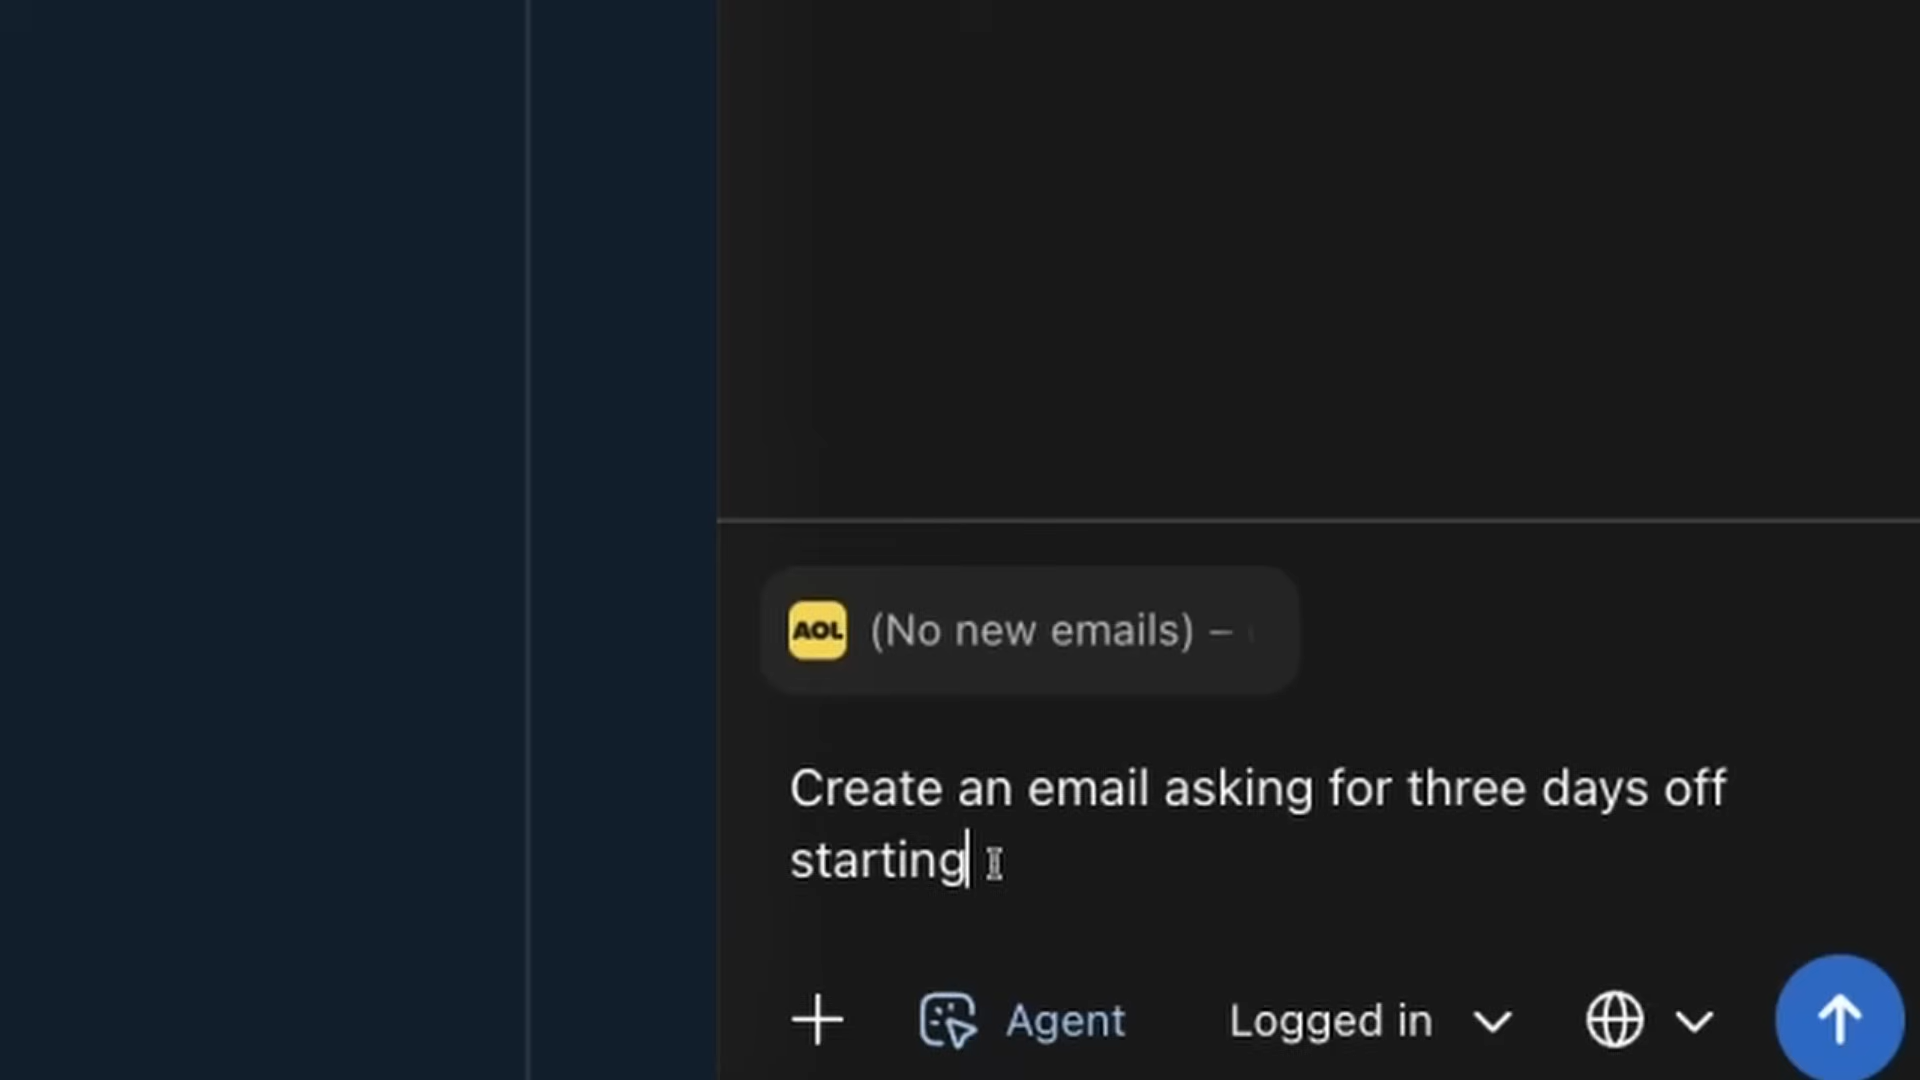 AOL (No new emails) –
Create an email asking for three days off
starting
Agent Logged in